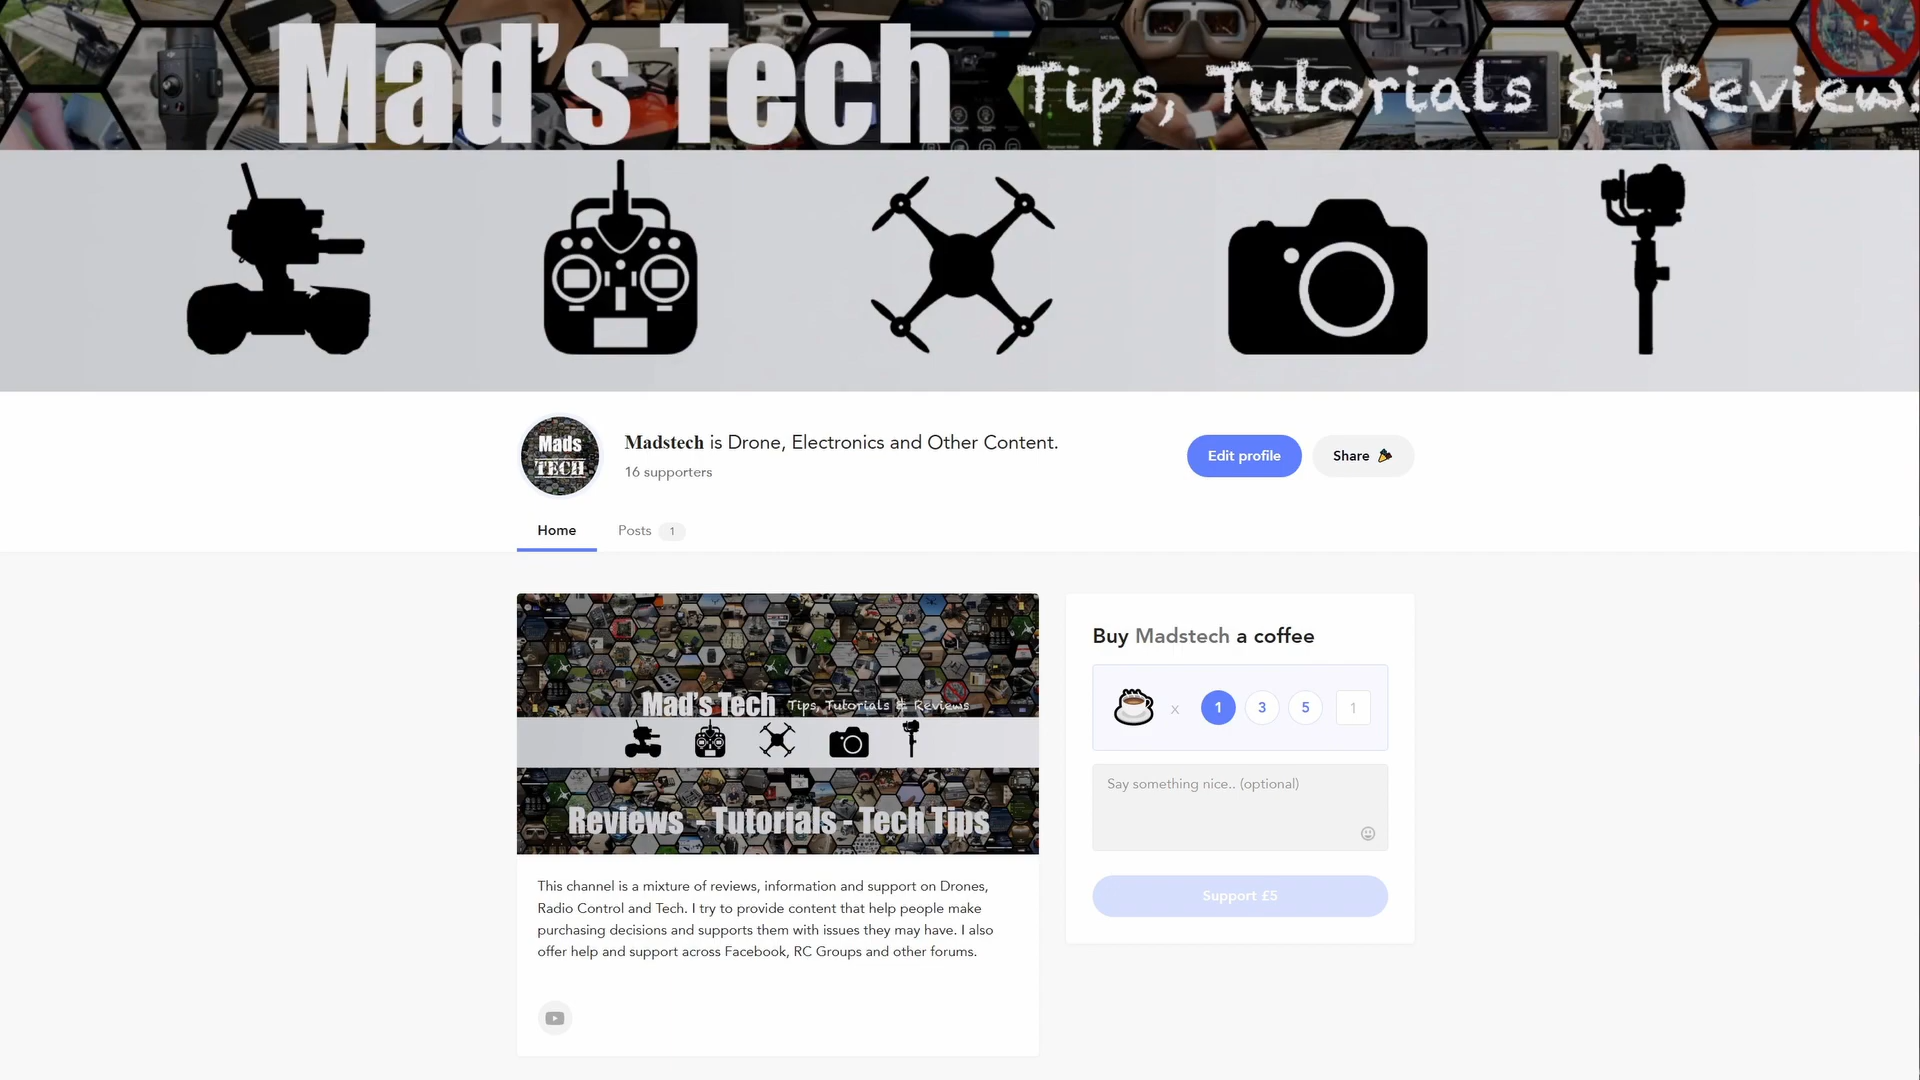 Mad's Tech Tips, Tutorials & Reviews
Mads
TECH
Madstech is Drone, Electronics and Other Content.
16 supporters
Edit profile
Share
Home
Posts 1
Mad's Tech Tips, Tutorials & Reviews
Reviews - Tutorials - Tech Tips
This channel is a mixture of reviews, information and support on Drones,
Radio Control and Tech. I try to provide content that help people make
purchasing decisions and supports them with issues they may have. I also
offer help and support across Facebook, RC Groups and other forums.
Buy Madstech a coffee
x 1 3 5 1
Say something nice.. (optional)
Support £5